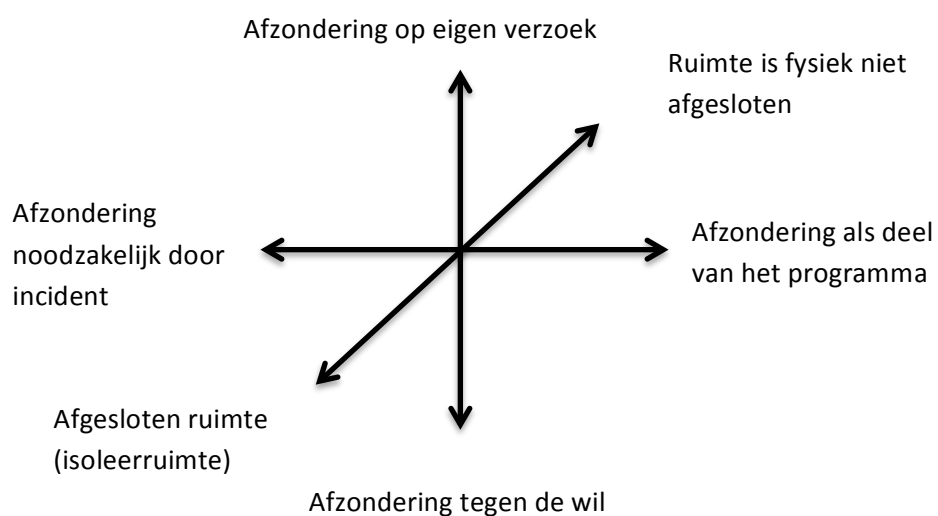 Afzondering op eigen verzoek
Ruimte is fysiek niet
afgesloten
Afzondering
noodzakelijk door
incident
Afzondering als deel
van het programma
Afgesloten ruimte
(isoleerruimte)
Afzondering tegen de wil